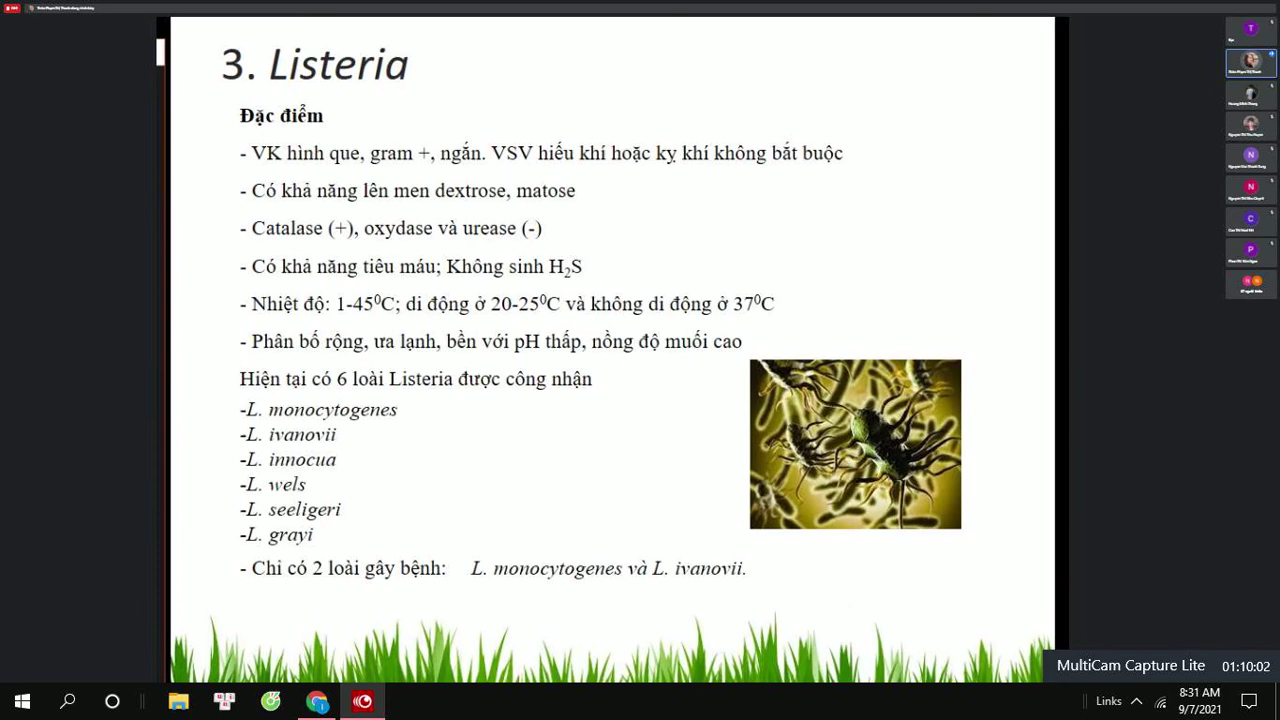 3. Listeria
Đặc điểm
- VK hình que, gram +, ngắn. VSV hiếu khí hoặc kỵ khí không bắt buộc
- Có khả năng lên men dextrose, matose
- Catalase (+), oxydase và urease (-)
- Có khả năng tiêu máu; Không sinh H₂S
- Nhiệt độ: 1-45⁰C; di động ở 20-25⁰C và không di động ở 37⁰C
- Phân bố rộng, ưa lạnh, bền với pH thấp, nồng độ muối cao
Hiện tại có 6 loài Listeria được công nhận
-L. monocytogenes
-L. ivanovii
-L. innocua
-L. wels
-L. seeligeri
-L. grayi
- Chỉ có 2 loài gây bệnh: L. monocytogenes và L. ivanovii.
T
N
N
C
P
MultiCam Capture Lite 01:10:02
Links
8:31 AM
9/7/2021